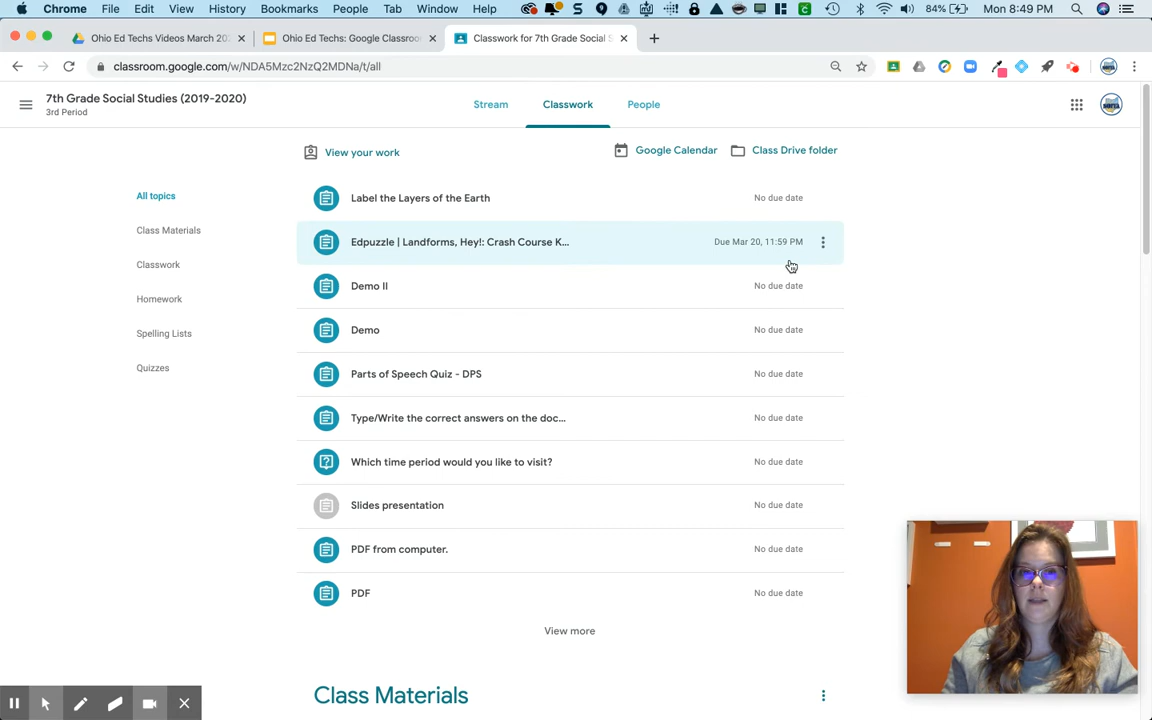 Chrome File Edit View History Bookmarks People Tab Window Help 84% Mon 8:49 PM
Ohio Ed Techs Videos March 20 Ohio Ed Techs: Google Classroo Classwork for 7th Grade Social S
classroom.google.com/w/NDA5Mzc2NzQ2MDNa/t/all
7th Grade Social Studies (2019-2020)
3rd Period
Stream Classwork People
View your work Google Calendar Class Drive folder
All topics
Class Materials
Classwork
Homework
Spelling Lists
Quizzes
Label the Layers of the Earth No due date
Edpuzzle | Landforms, Hey!: Crash Course K... Due Mar 20, 11:59 PM
Demo II No due date
Demo No due date
Parts of Speech Quiz - DPS No due date
Type/Write the correct answers on the doc... No due date
Which time period would you like to visit? No due date
Slides presentation No due date
PDF from computer. No due date
PDF No due date
View more
Class Materials